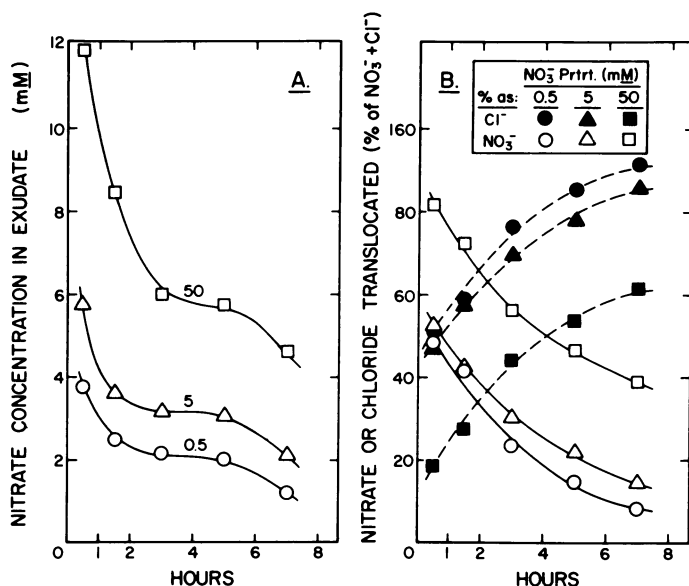 NITRATE CONCENTRATION IN EXUDATE (mM)
12
10
8
6
4
2
0
A.
50
5
0.5
0 1 2 4 6 8
HOURS
NITRATE OR CHLORIDE TRANSLOCATED (% of NO₃⁻+Cl⁻)
160
80
60
40
20
0
B.
NO₃⁻ Prtrt. (mM)
% as: 0.5 5 50
Cl⁻
NO₃⁻
1 2 4 6 8
HOURS